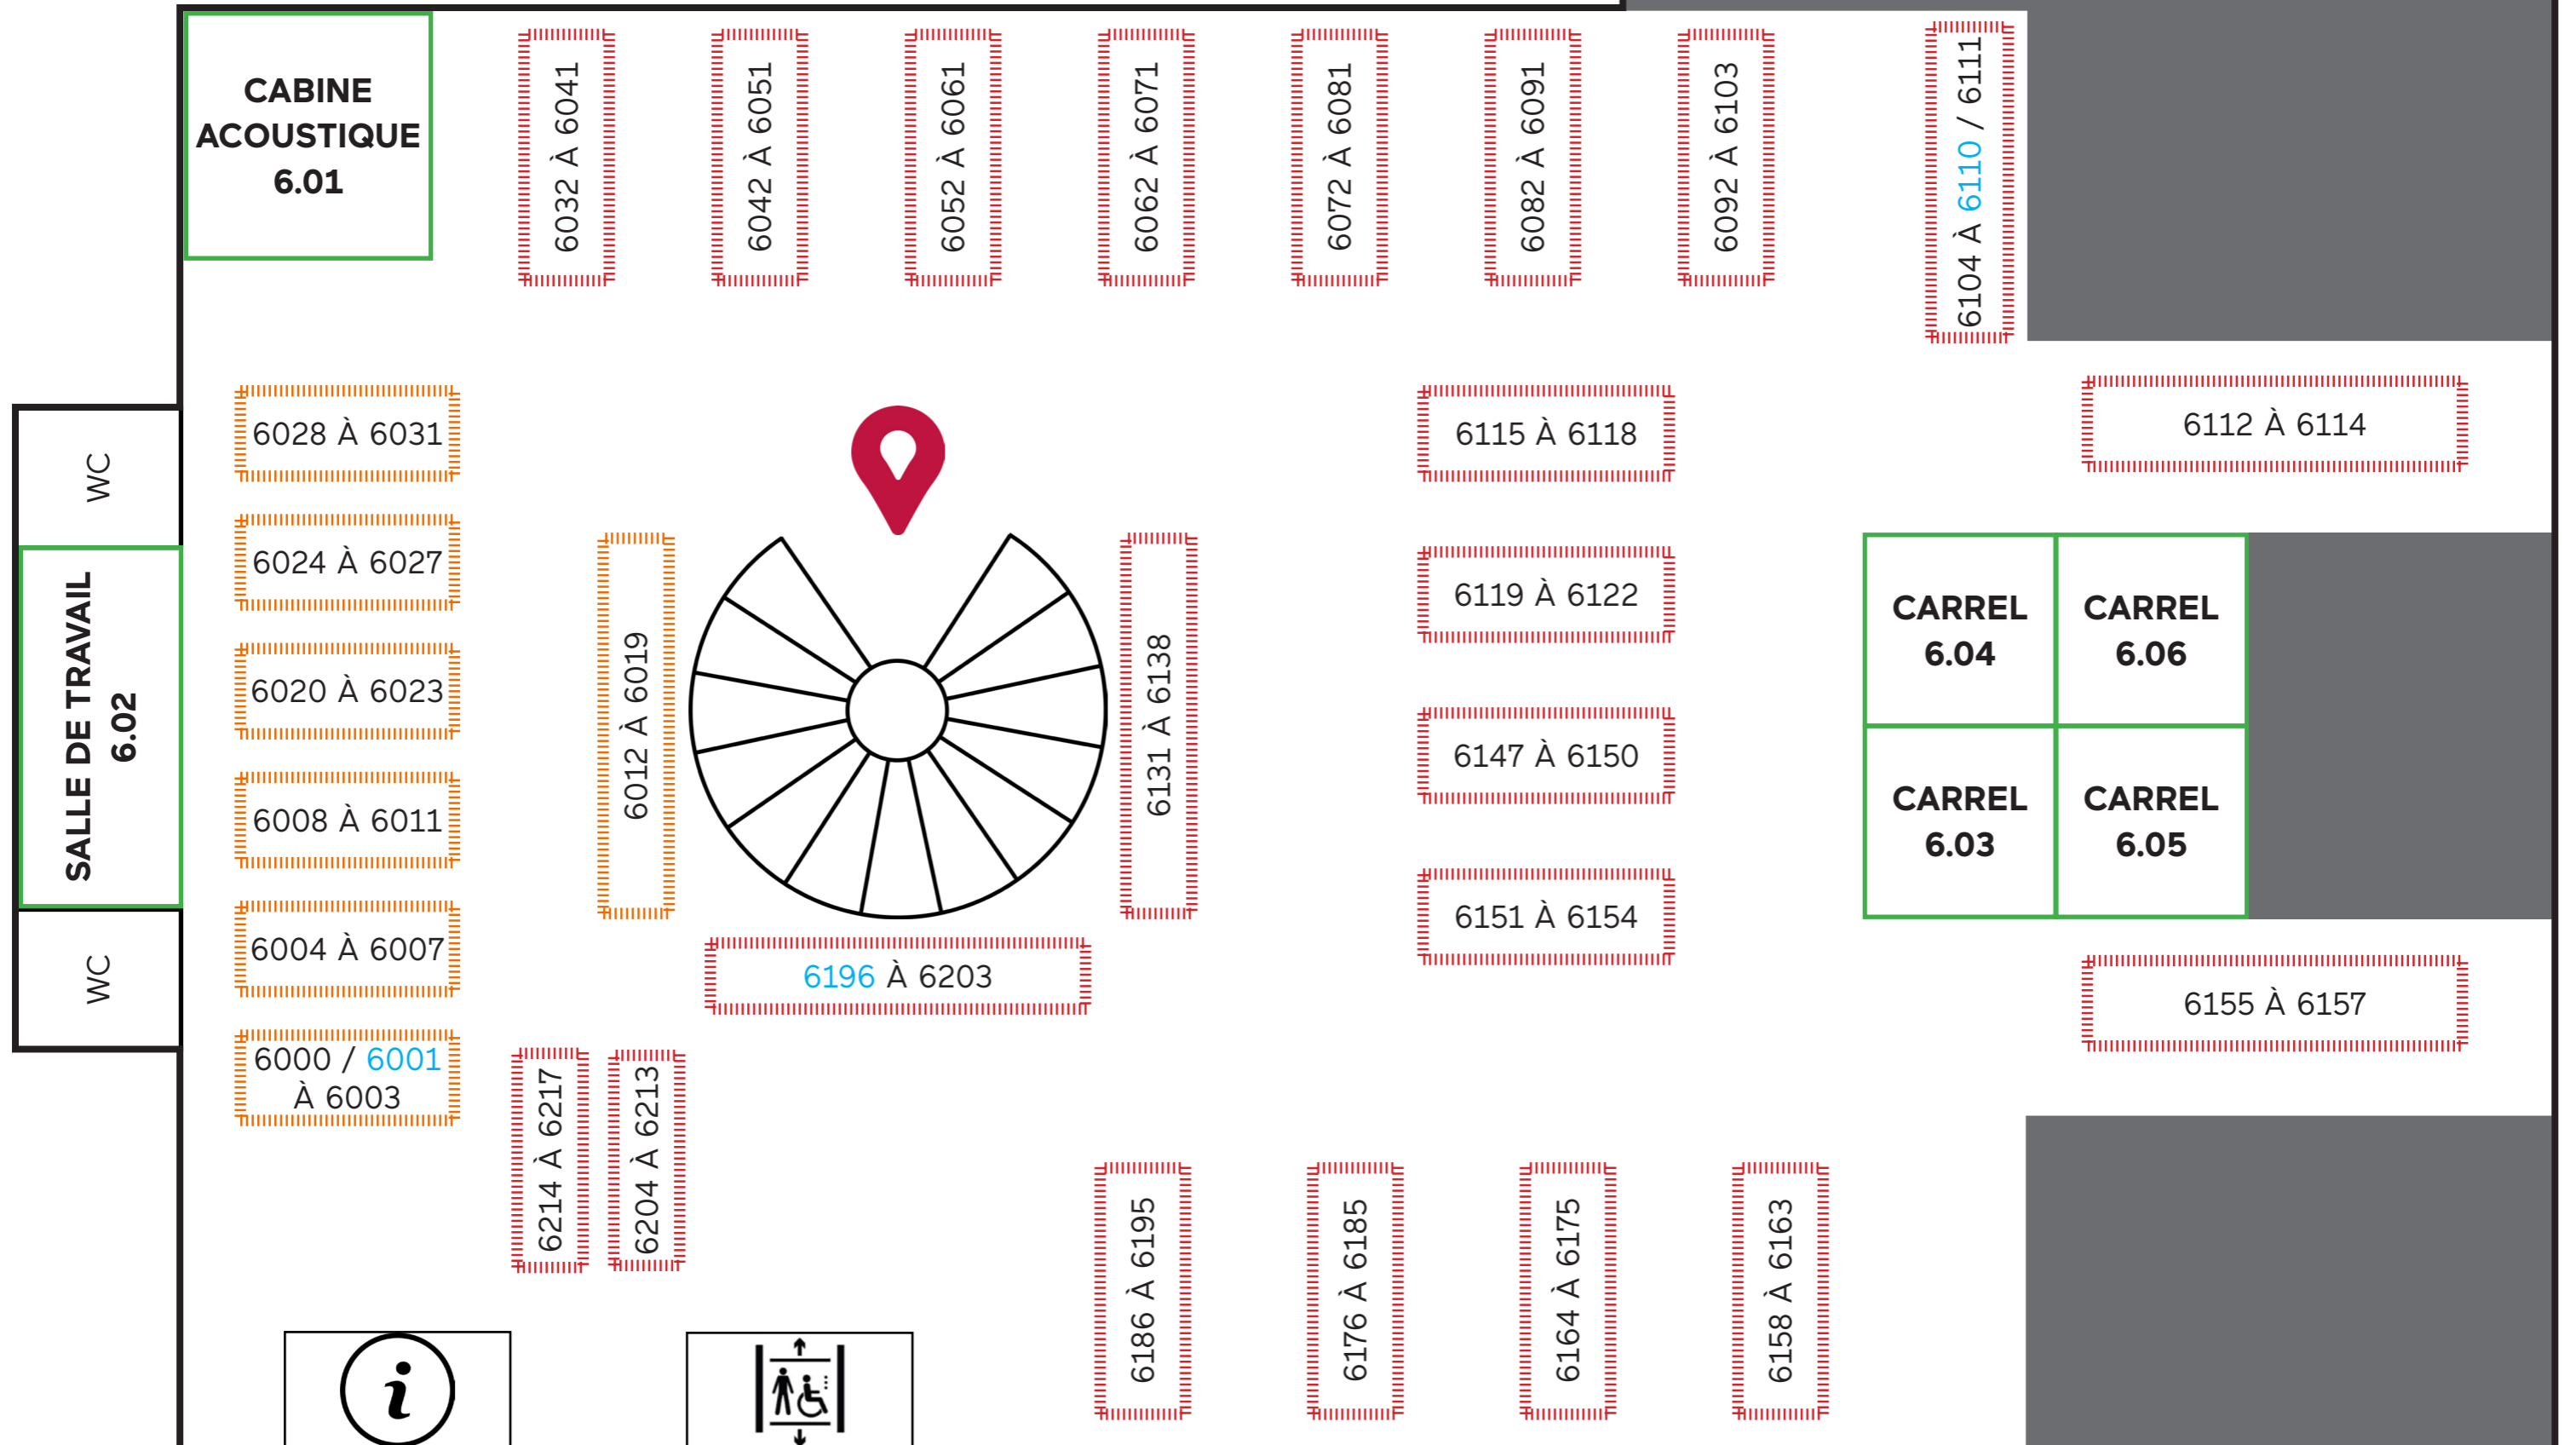 CABINE
ACOUSTIQUE
6.01
6032 À 6041
6042 À 6051
6052 À 6061
6062 À 6071
6072 À 6081
6082 À 6091
6092 À 6103
6104 À 6110 / 6111
6028 À 6031
6115 À 6118
6112 À 6114
WC
6024 À 6027
6119 À 6122
CARREL
6.04
CARREL
6.06
SALLE DE TRAVAIL
6.02
6020 À 6023
6012 À 6019
6131 À 6138
6147 À 6150
6008 À 6011
CARREL
6.03
CARREL
6.05
6151 À 6154
6004 À 6007
WC
6196 À 6203
6155 À 6157
6000 / 6001
À 6003
6214 À 6217
6204 À 6213
6186 À 6195
6176 À 6185
6164 À 6175
6158 À 6163
i